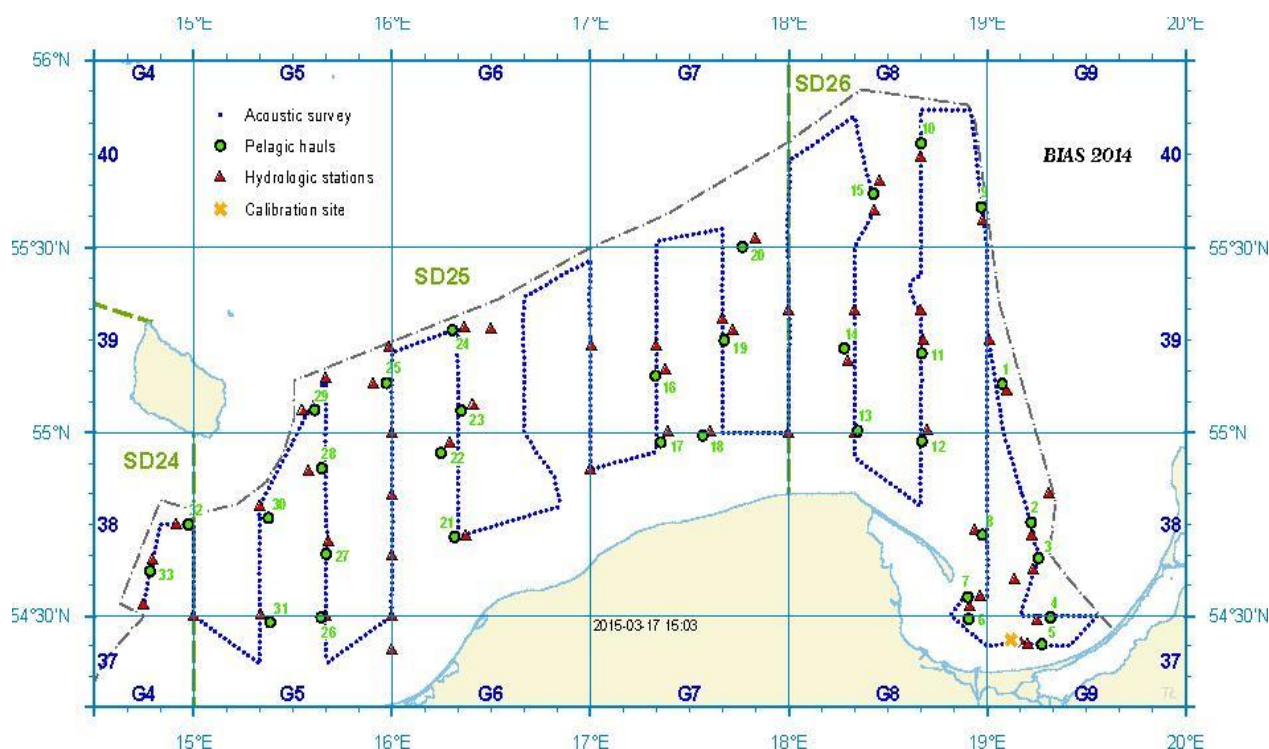 15°E 16°E 17°E 18°E 19°E 20°E
56°N 56°N
G4 G5 G6 G7 G8 G9
SD26
Acoustic survey
Pelagic hauls
Hydrologic stations
Calibration site
40 BIAS 2014 40
10
15
9
55°30'N 55°30'N
20
SD25
39 39
24
19
14
11
25
16
1
29
23
13
55°N 55°N
17 18
12
22
SD24
28
32
30
38 38
2
8
21
3
27
33
7
54°30'N 54°30'N
31
26
6
4
2015-03-17 15:03
5
37 37
G4 G5 G6 G7 G8 G9
TL
15°E 16°E 17°E 18°E 19°E 20°E